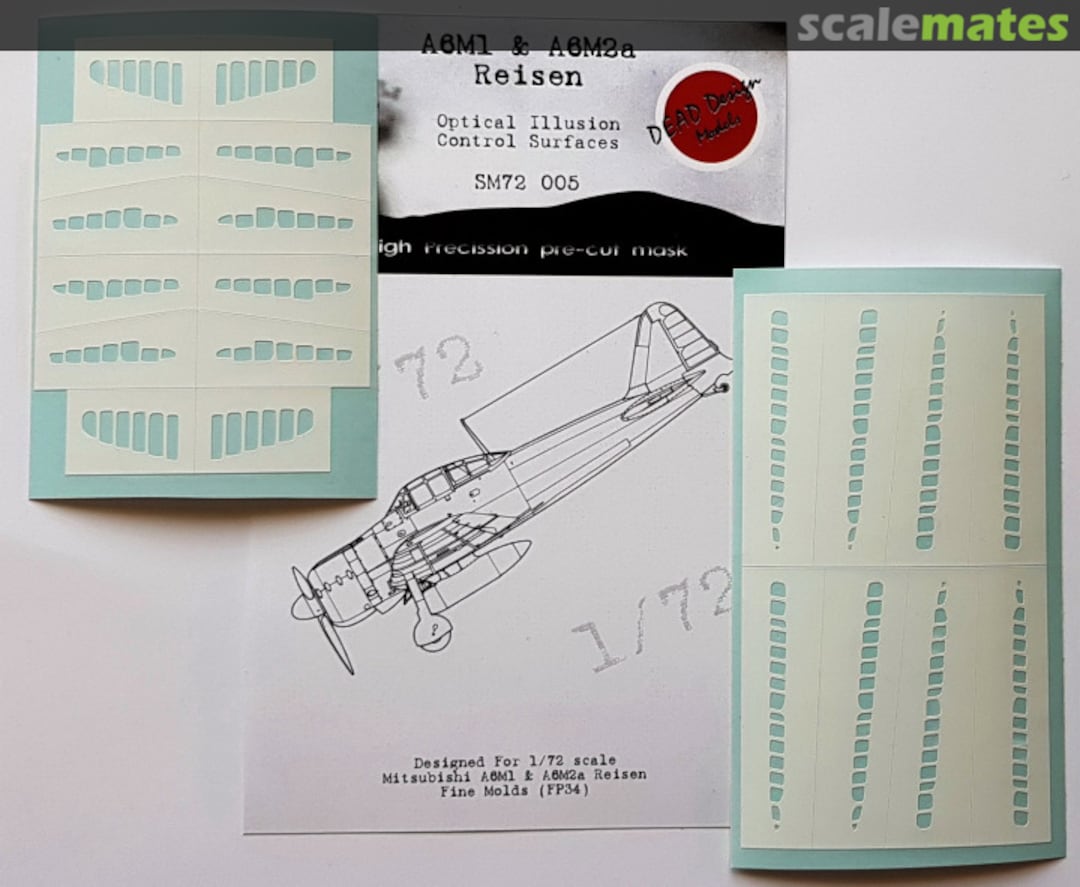 scalemates
A6M1 & A6M2a
Reisen
DEAD Design
Models
Optical Illusion
Control Surfaces
SM72 005
igh Precission pre-cut mask
72
1/72
Designed For 1/72 scale
Mitsubishi A6M1 & A6M2a Reisen
Fine Molds (FP34)